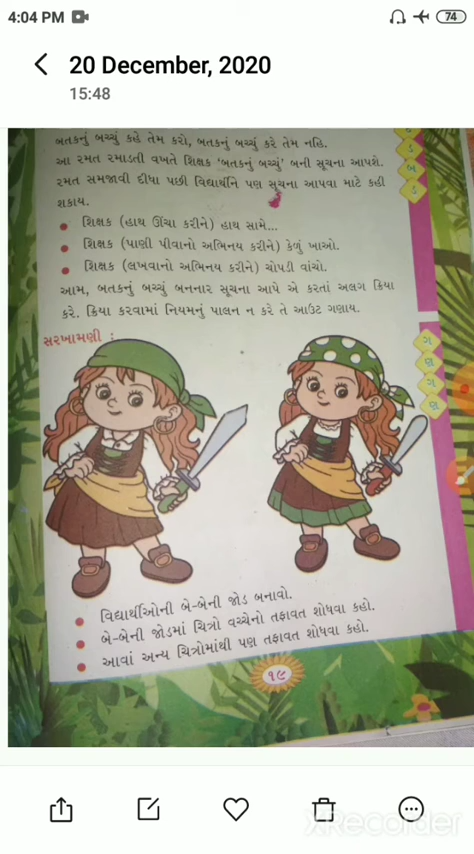 4:04 PM
74
20 December, 2020
15:48
બતકનું બચ્ચું કહે તેમ કરો, બતકનું બચ્ચું કરે તેમ નહિ.
આ રમત રમાડતી વખતે શિક્ષક ‘બતકનું બચ્ચું’ બની સૂચના આપશે.
રમત સમજાવી દીધા પછી વિદ્યાર્થીને પણ સૂચના આપવા માટે કહી
શકાય.
• શિક્ષક (હાથ ઊંચા કરીને) હાથ સામે...
• શિક્ષક (પાણી પીવાનો અભિનય કરીને) કેળું ખાઓ.
• શિક્ષક (લખવાનો અભિનય કરીને) ચોપડી વાંચો.
આમ, બતકનું બચ્ચું બનનાર સૂચના આપે એ કરતાં અલગ ક્રિયા
કરે. ક્રિયા કરવામાં નિયમનું પાલન ન કરે તે આઉટ ગણાય.
સરખામણી :
• વિદ્યાર્થીઓની બે-બેની જોડ બનાવો.
• બે-બેની જોડમાં ચિત્રો વચ્ચેનો તફાવત શોધવા કહો.
• આવાં અન્ય ચિત્રોમાંથી પણ તફાવત શોધવા કહો.
૧૯
ડ
બ
ડ
ગ
ણ
ગ
ણ
XRecorder